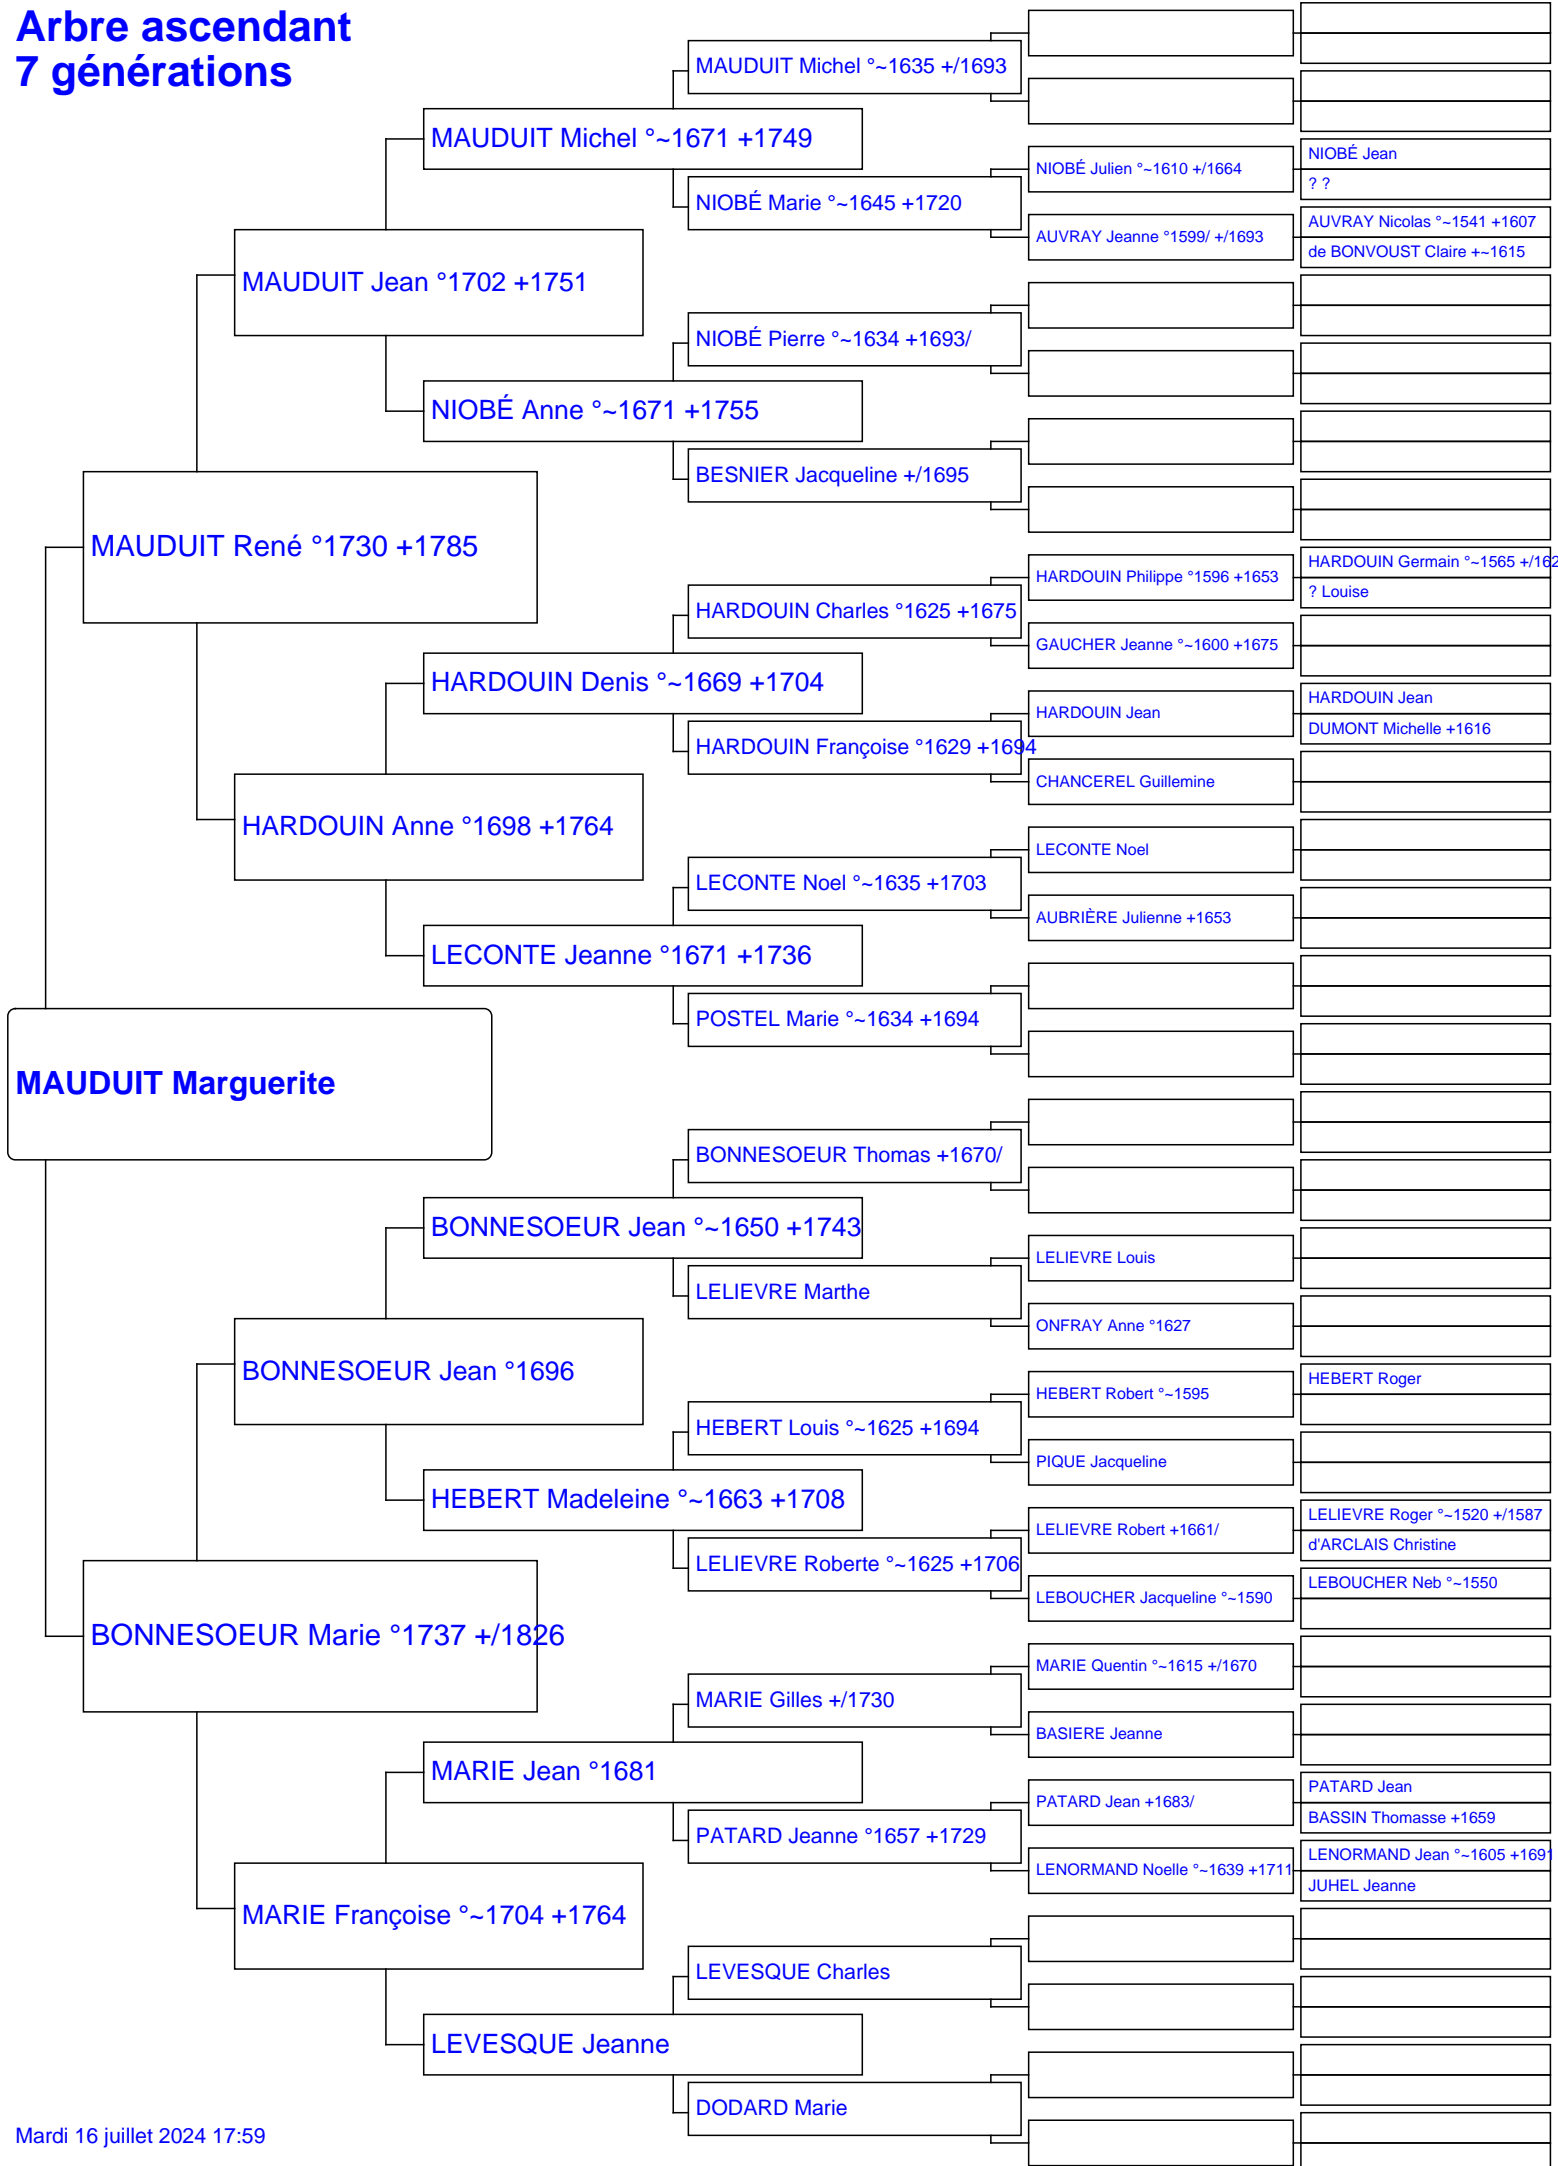 Arbre ascendant
7 générations
MAUDUIT Marguerite
MAUDUIT René °1730 +1785
BONNESOEUR Marie °1737 +/1826
MAUDUIT Jean °1702 +1751
HARDOUIN Anne °1698 +1764
BONNESOEUR Jean °1696
MARIE Françoise °~1704 +1764
MAUDUIT Michel °~1671 +1749
NIOBÉ Anne °~1671 +1755
HARDOUIN Denis °~1669 +1704
LECONTE Jeanne °1671 +1736
BONNESOEUR Jean °~1650 +1743
HEBERT Madeleine °~1663 +1708
MARIE Jean °1681
LEVESQUE Jeanne
MAUDUIT Michel °~1635 +/1693
NIOBÉ Marie °~1645 +1720
NIOBÉ Pierre °~1634 +1693/
BESNIER Jacqueline +/1695
HARDOUIN Charles °1625 +1675
HARDOUIN Françoise °1629 +1694
LECONTE Noel °~1635 +1703
POSTEL Marie °~1634 +1694
BONNESOEUR Thomas +1670/
LELIEVRE Marthe
HEBERT Louis °~1625 +1694
LELIEVRE Roberte °~1625 +1706
MARIE Gilles +/1730
PATARD Jeanne °1657 +1729
LEVESQUE Charles
DODARD Marie
NIOBÉ Julien °~1610 +/1664
AUVRAY Jeanne °1599/ +/1693
HARDOUIN Philippe °1596 +1653
GAUCHER Jeanne °~1600 +1675
HARDOUIN Jean
CHANCEREL Guillemine
LECONTE Noel
AUBRIÈRE Julienne +1653
LELIEVRE Louis
ONFRAY Anne °1627
HEBERT Robert °~1595
PIQUE Jacqueline
LELIEVRE Robert +1661/
LEBOUCHER Jacqueline °~1590
MARIE Quentin °~1615 +/1670
BASIERE Jeanne
PATARD Jean +1683/
LENORMAND Noelle °~1639 +1711
NIOBÉ Jean
? ?
AUVRAY Nicolas °~1541 +1607
de BONVOUST Claire +~1615
HARDOUIN Germain °~1565 +/162
? Louise
HARDOUIN Jean
DUMONT Michelle +1616
HEBERT Roger
LELIEVRE Roger °~1520 +/1587
d'ARCLAIS Christine
LEBOUCHER Neb °~1550
PATARD Jean
BASSIN Thomasse +1659
LENORMAND Jean °~1605 +1691
JUHEL Jeanne
Mardi 16 juillet 2024 17:59